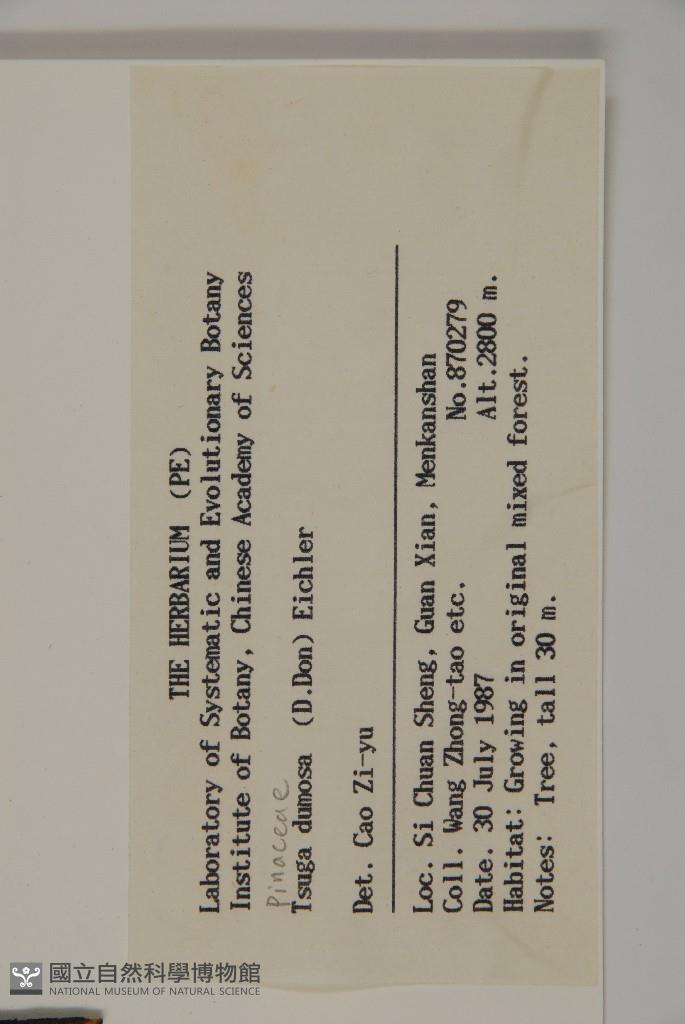 THE HERBARIUM (PE)
Laboratory of Systematic and Evolutionary Botany
Institute of Botany, Chinese Academy of Sciences
Pinaceae
Tsuga dumosa (D.Don) Eichler
Det. Cao Zi-yu
Loc. Si Chuan Sheng, Guan Xian, Menkanshan
Coll. Wang Zhong-tao etc. No.870279
Date. 30 July 1987 Alt.2800 m.
Habitat: Growing in original mixed forest.
Notes: Tree, tall 30 m.
國立自然科學博物館
NATIONAL MUSEUM OF NATURAL SCIENCE